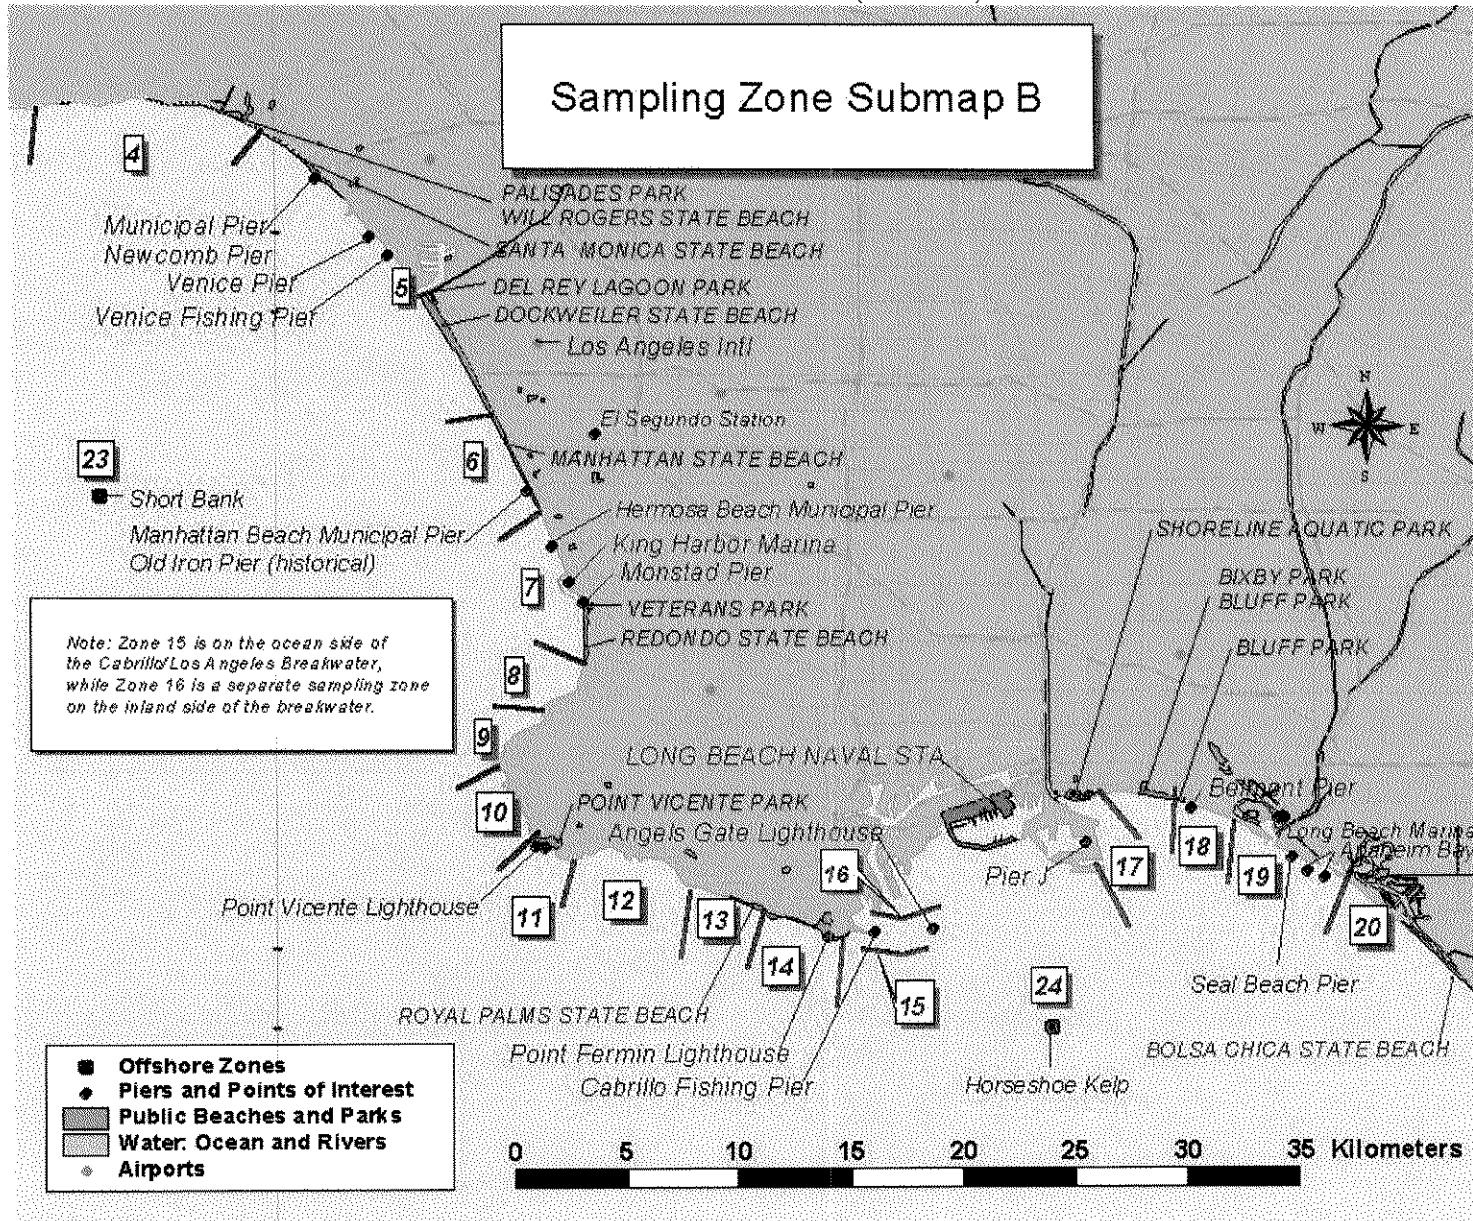 Sampling Zone Submap B
4
PALISADES PARK
WILL ROGERS STATE BEACH
SANTA MONICA STATE BEACH
DEL REY LAGOON PARK
DOCKWEILER STATE BEACH
Los Angeles Intl
Municipal Pier
Newcomb Pier
Venice Pier
Venice Fishing Pier
5
El Segundo Station
MANHATTAN STATE BEACH
6
23
Short Bank
Manhattan Beach Municipal Pier
Old Iron Pier (historical)
Hermosa Beach Municipal Pier
King Harbor Marina
Monstad Pier
7
VETERANS PARK
REDONDO STATE BEACH
N
W E
S
SHORELINE AQUATIC PARK
BIXBY PARK
BLUFF PARK
BLUFF PARK
Note: Zone 15 is on the ocean side of
the Cabrillo/Los Angeles Breakwater,
while Zone 16 is a separate sampling zone
on the inland side of the breakwater.
8
9
10
LONG BEACH NAVAL STA
POINT VICENTE PARK
Angels Gate Lighthouse
Belmont Pier
Long Beach Marina
Anaheim Bay
Point Vicente Lighthouse
11
12
13
14
16
15
Pier J
17
18
19
20
ROYAL PALMS STATE BEACH
Point Fermin Lighthouse
Cabrillo Fishing Pier
24
Horseshoe Kelp
Seal Beach Pier
BOLSA CHICA STATE BEACH
Offshore Zones
Piers and Points of Interest
Public Beaches and Parks
Water: Ocean and Rivers
Airports
0 5 10 15 20 25 30 35 Kilometers